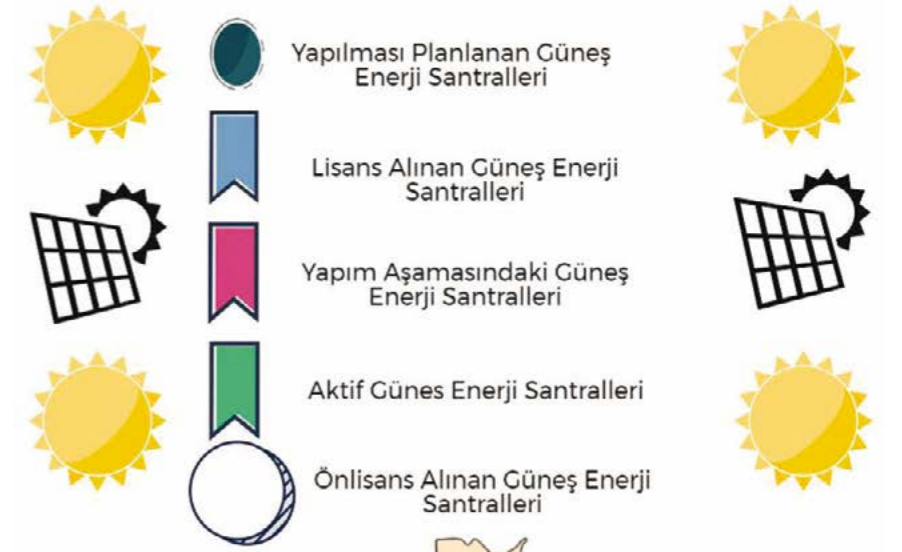 Yapılması Planlanan Güneş
Enerji Santralleri
Lisans Alınan Güneş Enerji
Santralleri
Yapım Aşamasındaki Güneş
Enerji Santralleri
Aktif Günes Enerji Santralleri
Önlisans Alınan Güneş Enerji
Santralleri